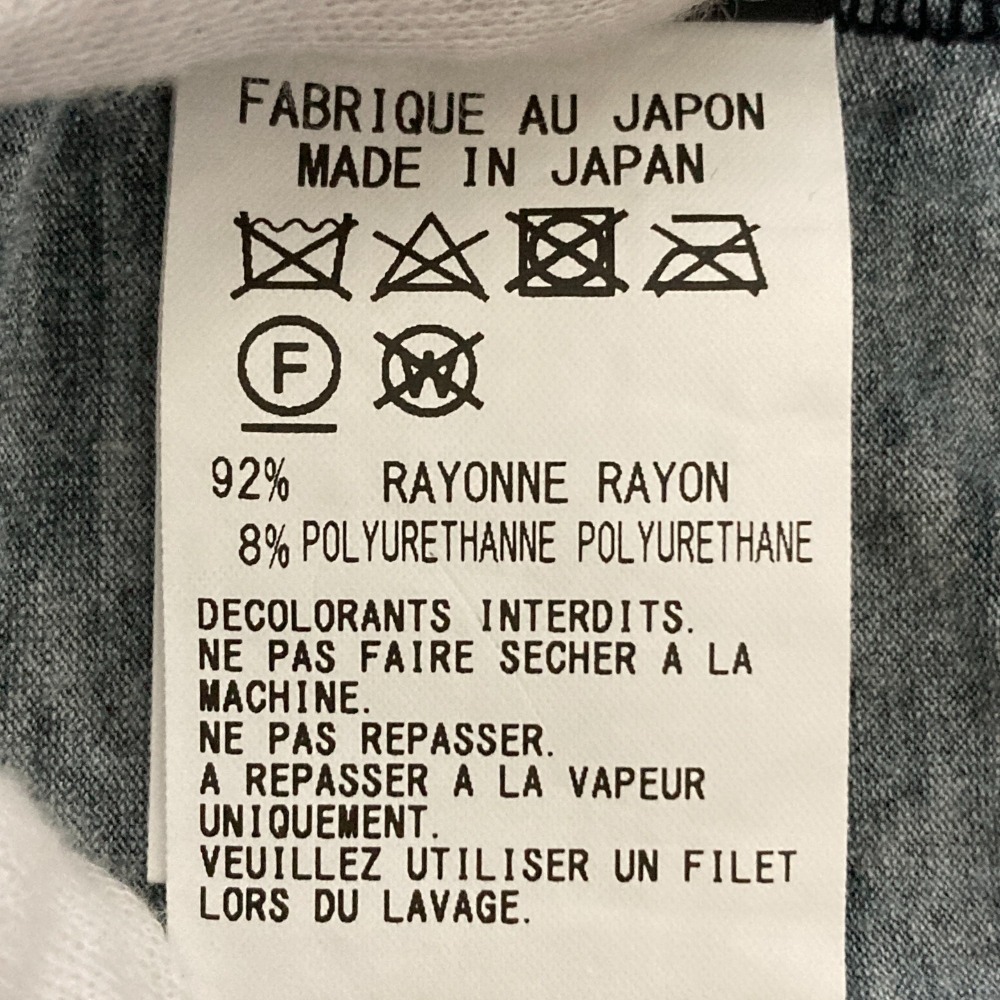 FABRIQUE AU JAPON
MADE IN JAPAN
F W
92% RAYONNE RAYON
8% POLYURETHANNE POLYURETHANE
DECOLORANTS INTERDITS.
NE PAS FAIRE SECHER A LA
MACHINE.
NE PAS REPASSER.
A REPASSER A LA VAPEUR
UNIQUEMENT.
VEUILLEZ UTILISER UN FILET
LORS DU LAVAGE.